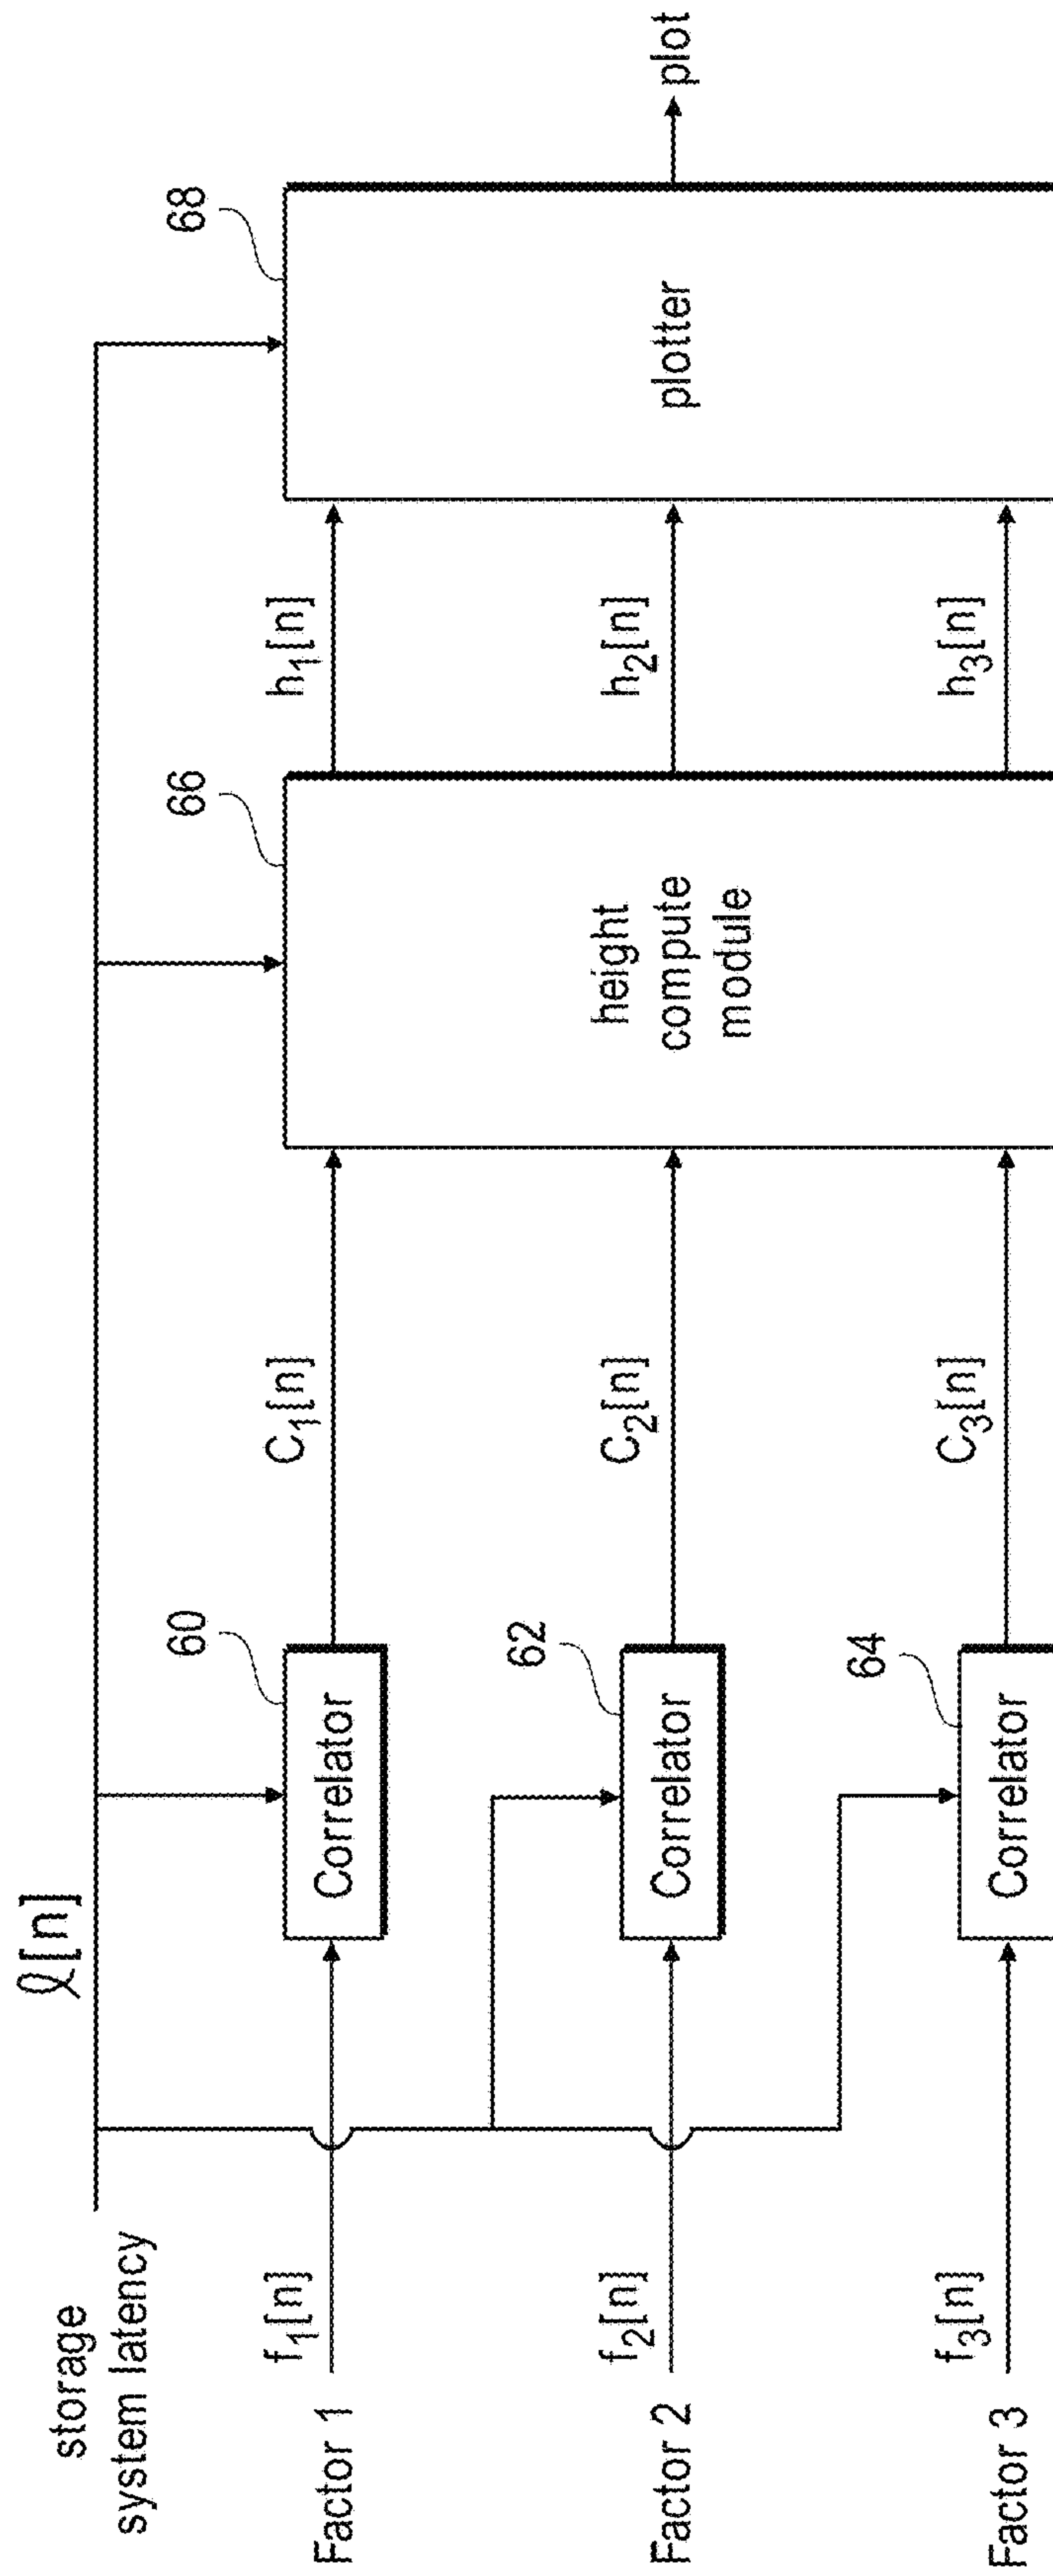 storage
system latency
ℓ[n]
Factor 1
f₁[n]
60
Correlator
C₁[n]
66
height
compute
module
h₁[n]
68
plotter
plot
Factor 2
f₂[n]
62
Correlator
C₂[n]
h₂[n]
Factor 3
f₃[n]
64
Correlator
C₃[n]
h₃[n]